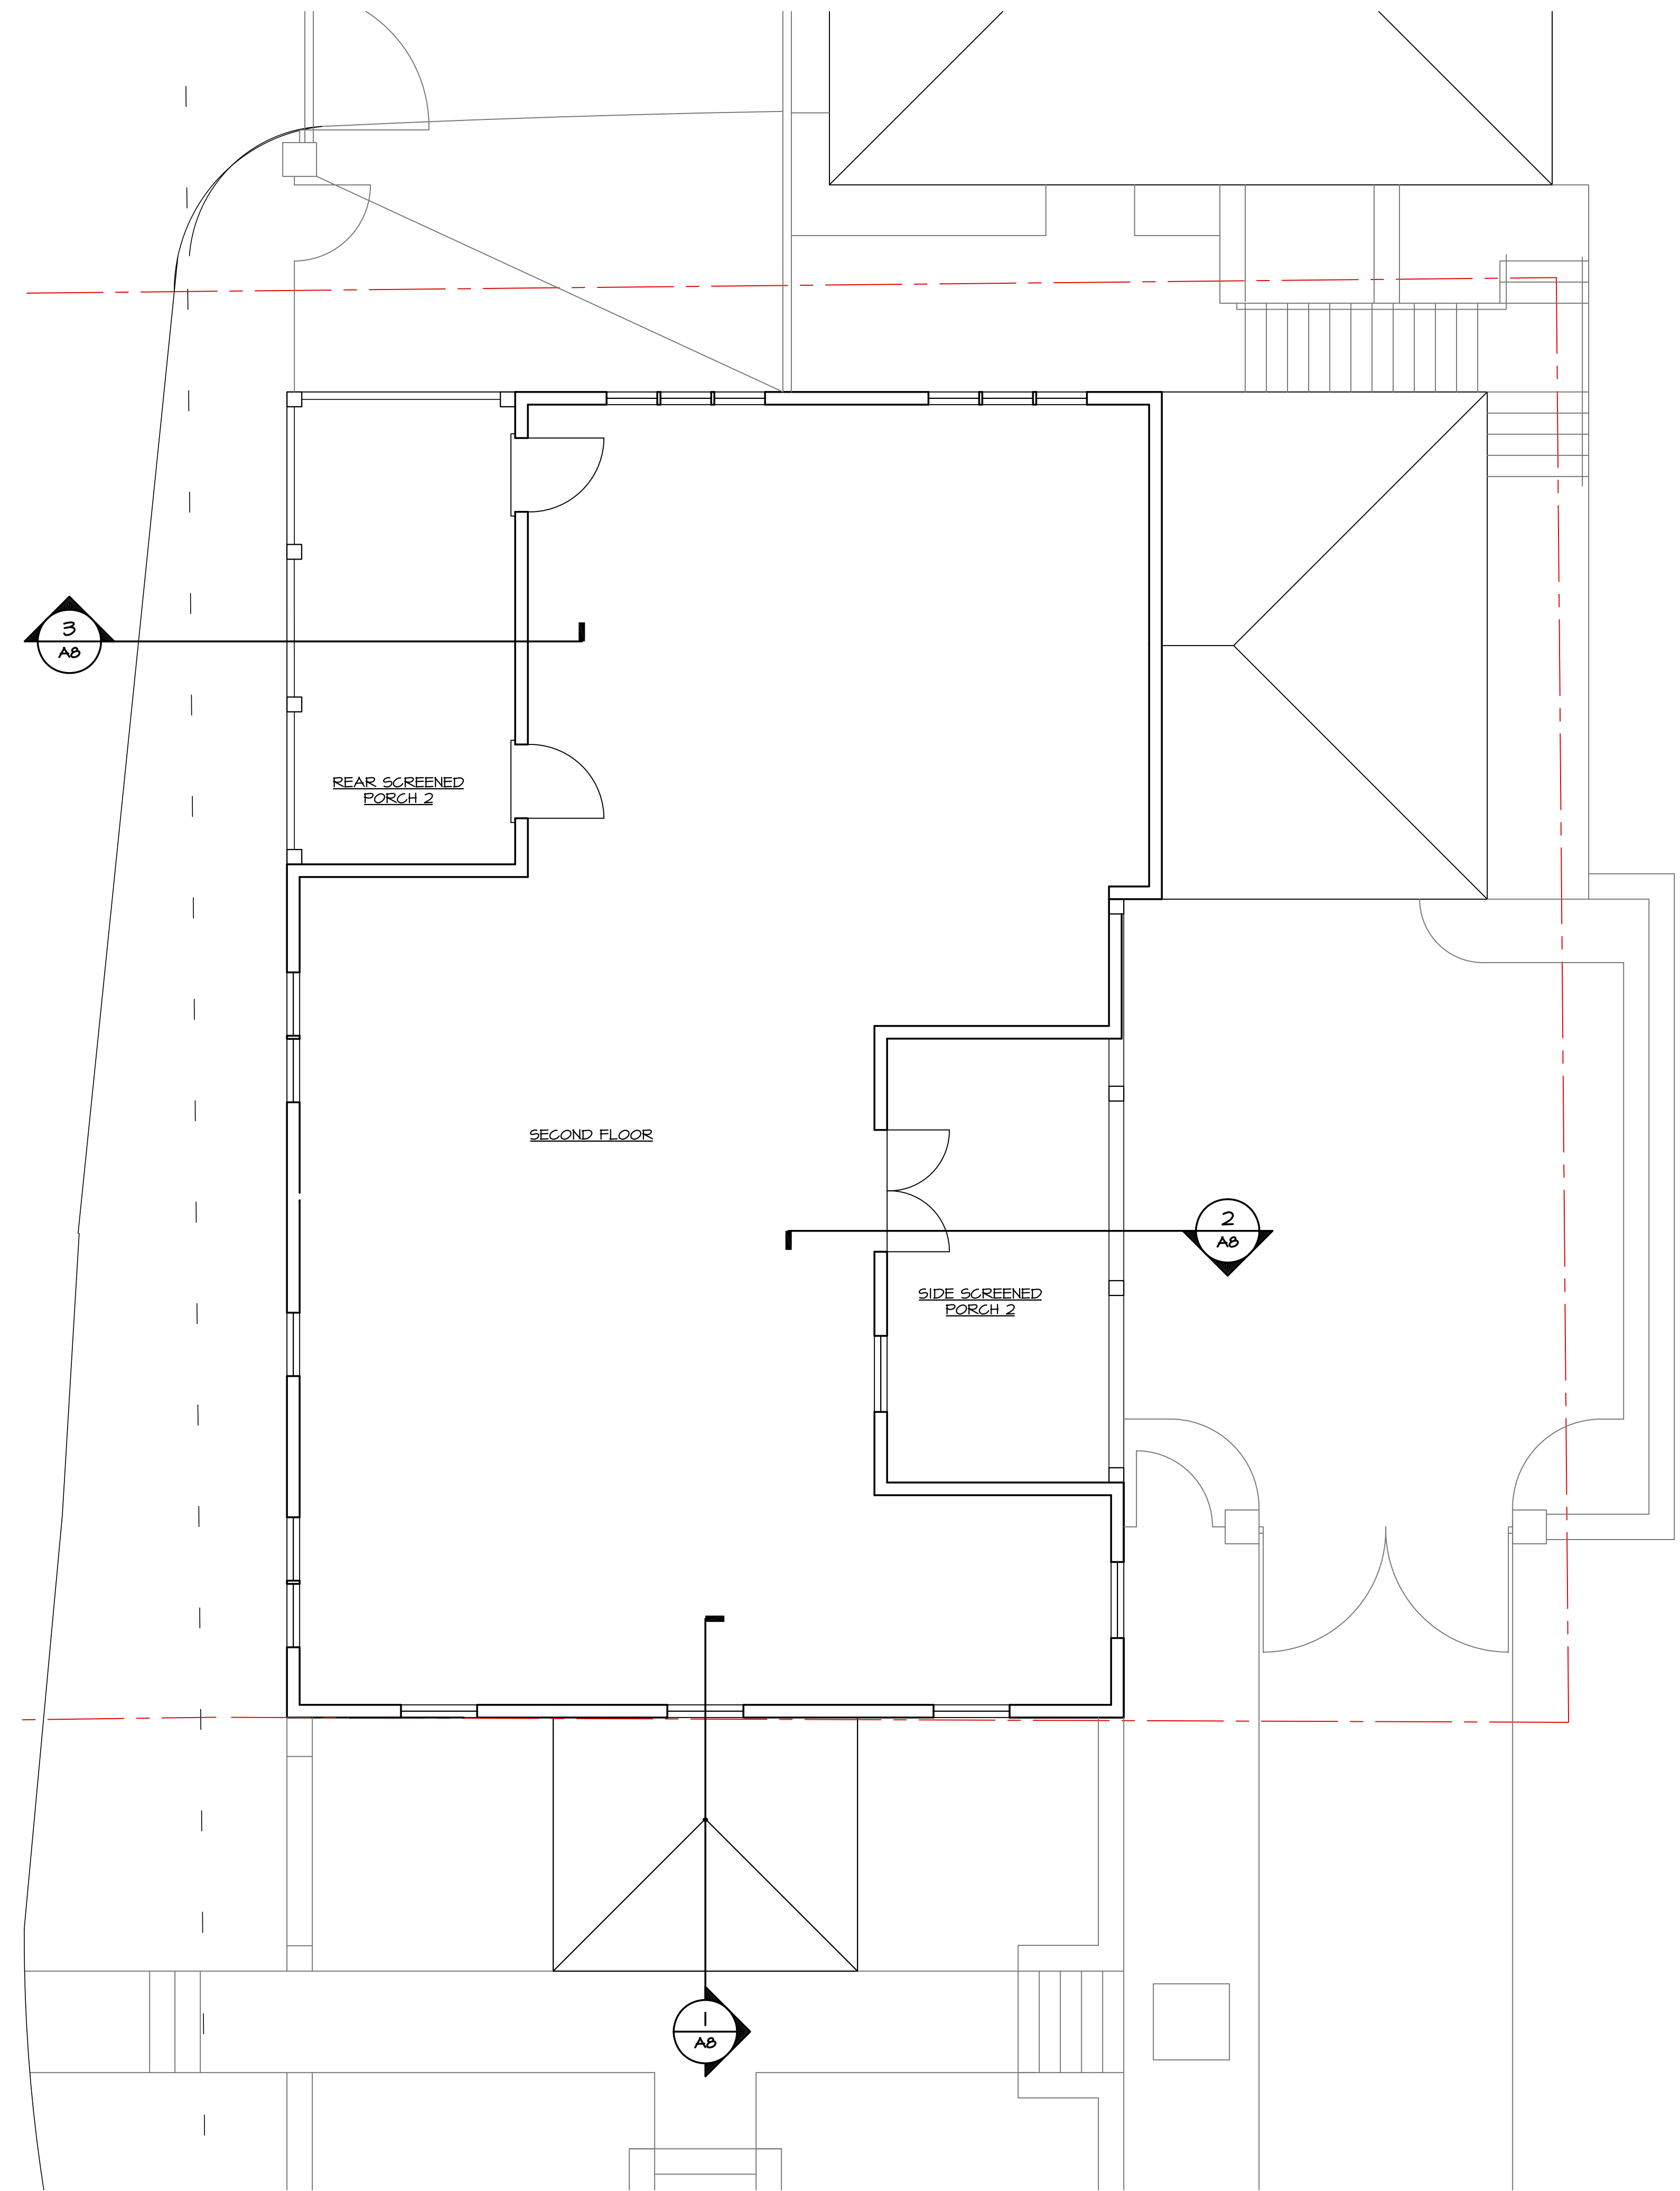 3
A8
REAR SCREENED
PORCH 2
SECOND FLOOR
2
A8
SIDE SCREENED
PORCH 2
1
A8